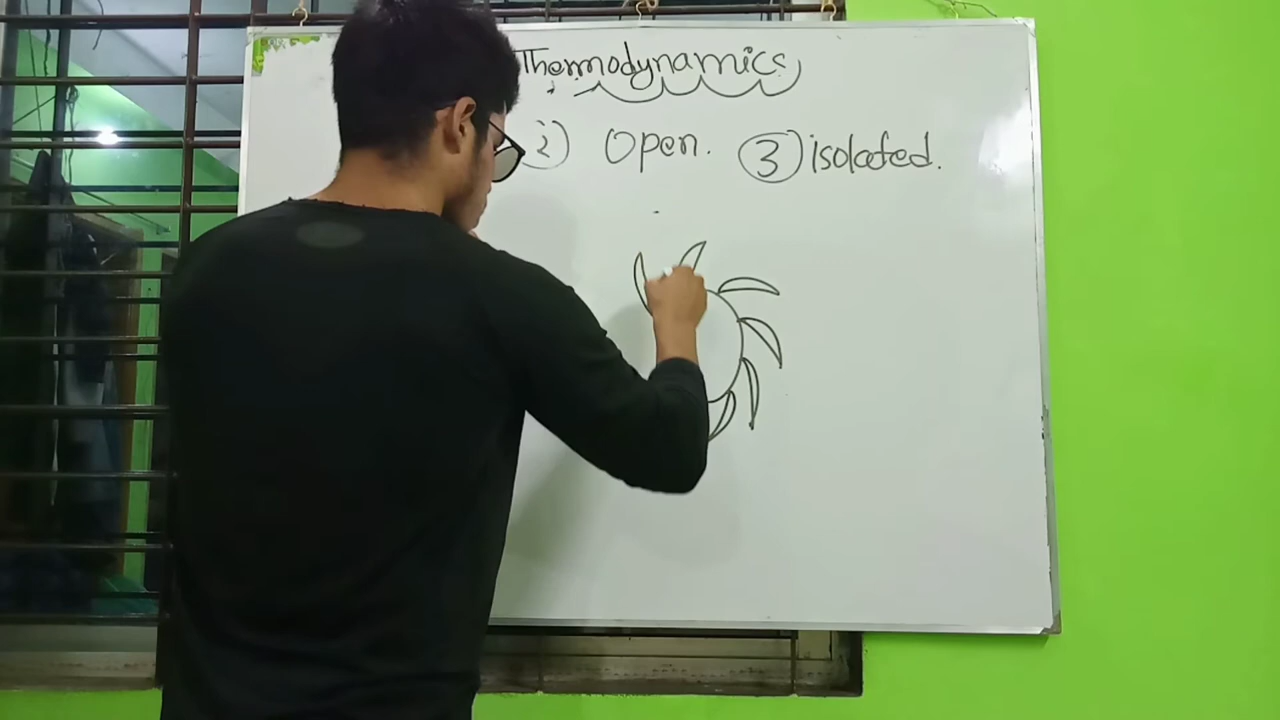 Thermodynamics
2) Open. 3) isolated.